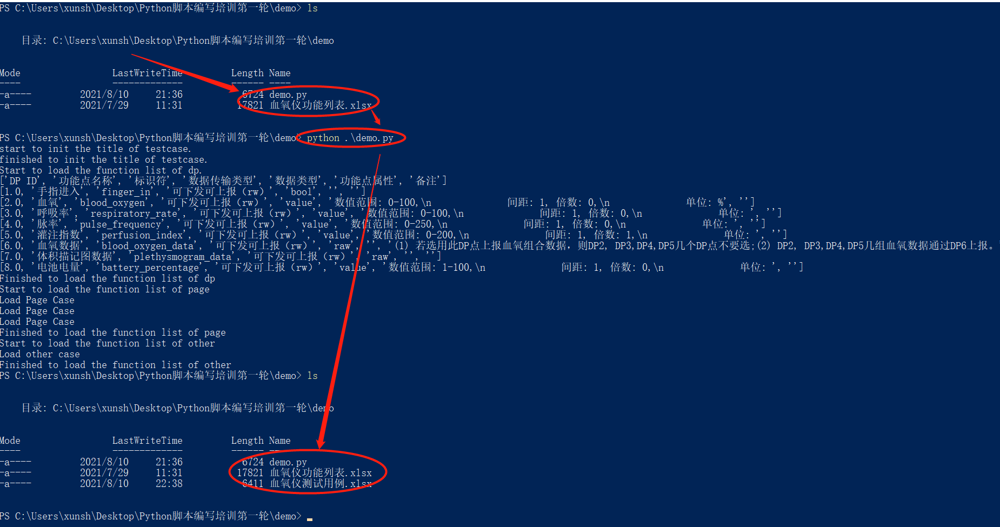 PS C:\Users\xunsh\Desktop\Python脚本编写培训第一轮\demo> ls
目录: C:\Users\xunsh\Desktop\Python脚本编写培训第一轮\demo
Mode LastWriteTime Length Name
---- ------------- ------ ----
-a---- 2021/8/10 21:36 6724 demo.py
-a---- 2021/7/29 11:31 17821 血氧仪功能列表.xlsx
PS C:\Users\xunsh\Desktop\Python脚本编写培训第一轮\demo> python .\demo.py
start to init the title of testcase.
finished to init the title of testcase.
Start to load the function list of dp.
['DP ID', '功能点名称', '标识符', '数据传输类型', '数据类型', '功能点属性', '备注']
[1.0, '手指进入', 'finger_in', '可下发可上报（rw）', 'bool', '', '']
[2.0, '血氧', 'blood_oxygen', '可下发可上报（rw）', 'value', '数值范围: 0-100,\n 间距: 1, 倍数: 0,\n 单位: %', '']
[3.0, '呼吸率', 'respiratory_rate', '可下发可上报（rw）', 'value', '数值范围: 0-100,\n 间距: 1, 倍数: 0,\n 单位: ', '']
[4.0, '脉率', 'pulse_frequency', '可下发可上报（rw）', 'value', '数值范围: 0-250,\n 间距: 1, 倍数: 0,\n 单位: ', '']
[5.0, '灌注指数', 'perfusion_index', '可下发可上报（rw）', 'value', '数值范围: 0-200,\n 间距: 1, 倍数: 1,\n 单位: ', '']
[6.0, '血氧数据', 'blood_oxygen_data', '可下发可上报（rw）', 'raw', '', '(1) 若选用此DP点上报血氧组合数据，则DP2, DP3,DP4,DP5几个DP点不要选;(2) DP2, DP3,DP4,DP5几组血氧数据通过DP6上报。'
[7.0, '体积描记图数据', 'plethysmogram_data', '可下发可上报（rw）', 'raw', '', '']
[8.0, '电池电量', 'battery_percentage', '可下发可上报（rw）', 'value', '数值范围: 1-100,\n 间距: 1, 倍数: 0,\n 单位: ', '']
Finished to load the function list of dp
Start to load the function list of page
Load Page Case
Load Page Case
Load Page Case
Finished to load the function list of page
Start to load the function list of other
Load other case
Finished to load the function list of other
PS C:\Users\xunsh\Desktop\Python脚本编写培训第一轮\demo> ls
目录: C:\Users\xunsh\Desktop\Python脚本编写培训第一轮\demo
Mode LastWriteTime Length Name
---- ------------- ------ ----
-a---- 2021/8/10 21:36 6724 demo.py
-a---- 2021/7/29 11:31 17821 血氧仪功能列表.xlsx
-a---- 2021/8/10 22:38 6411 血氧仪测试用例.xlsx
PS C:\Users\xunsh\Desktop\Python脚本编写培训第一轮\demo>